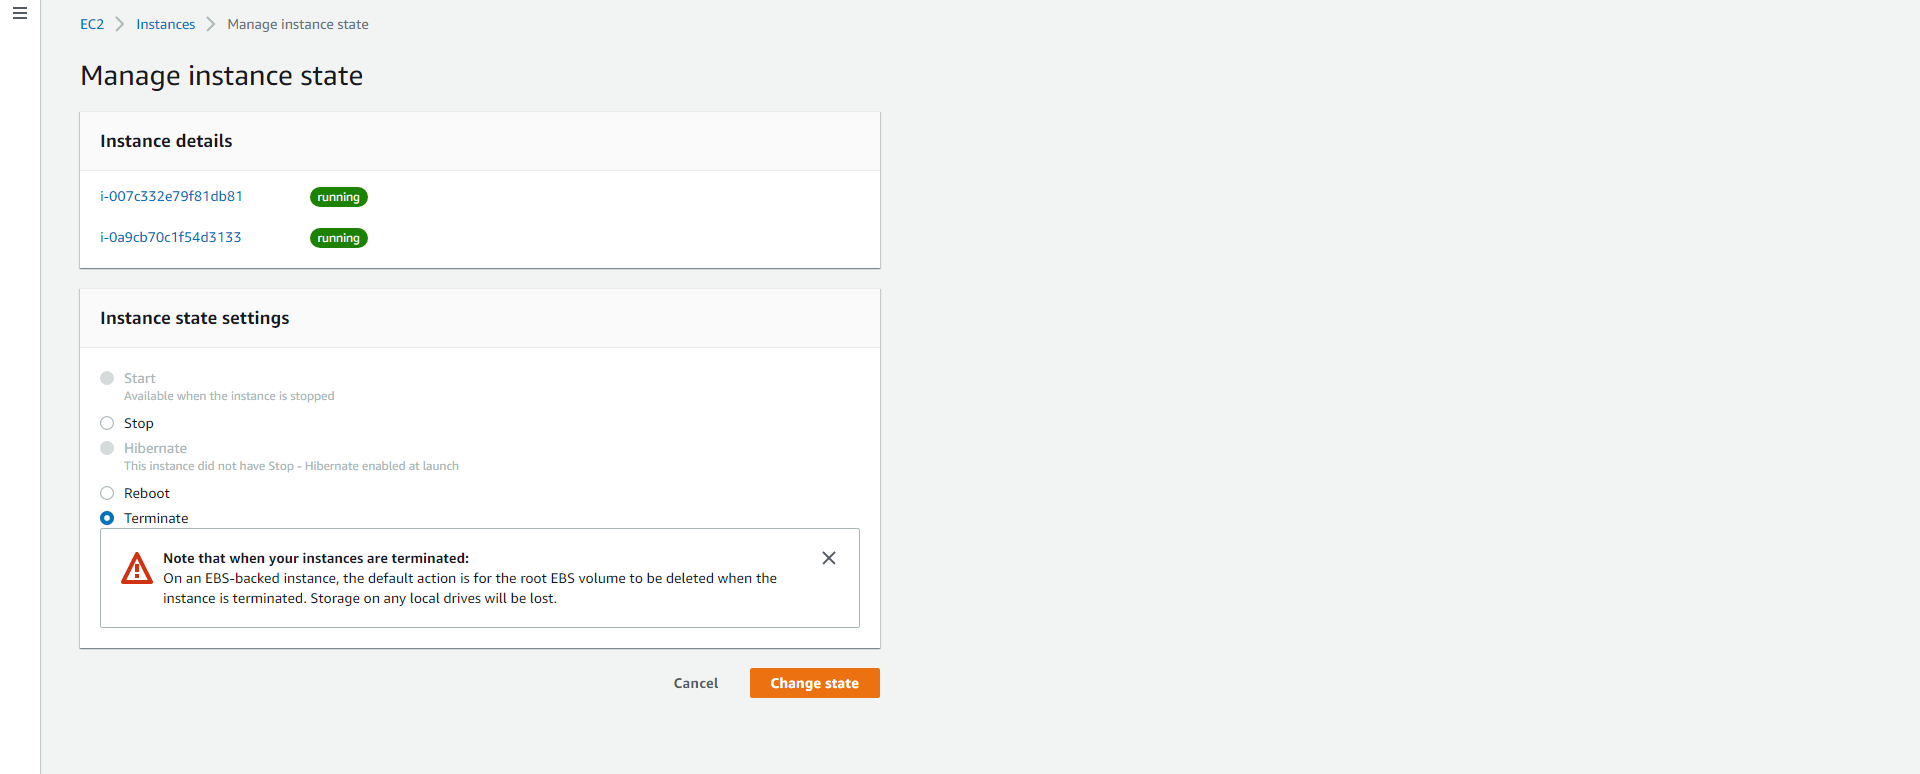 EC2 Instances Manage instance state
Manage instance state
Instance details
i-007c332e79f81db81 running
i-0a9cb70c1f54d3133 running
Instance state settings
Start
Available when the instance is stopped
Stop
Hibernate
This instance did not have Stop - Hibernate enabled at launch
Reboot
Terminate
Note that when your instances are terminated:
On an EBS-backed instance, the default action is for the root EBS volume to be deleted when the
instance is terminated. Storage on any local drives will be lost.
Cancel Change state